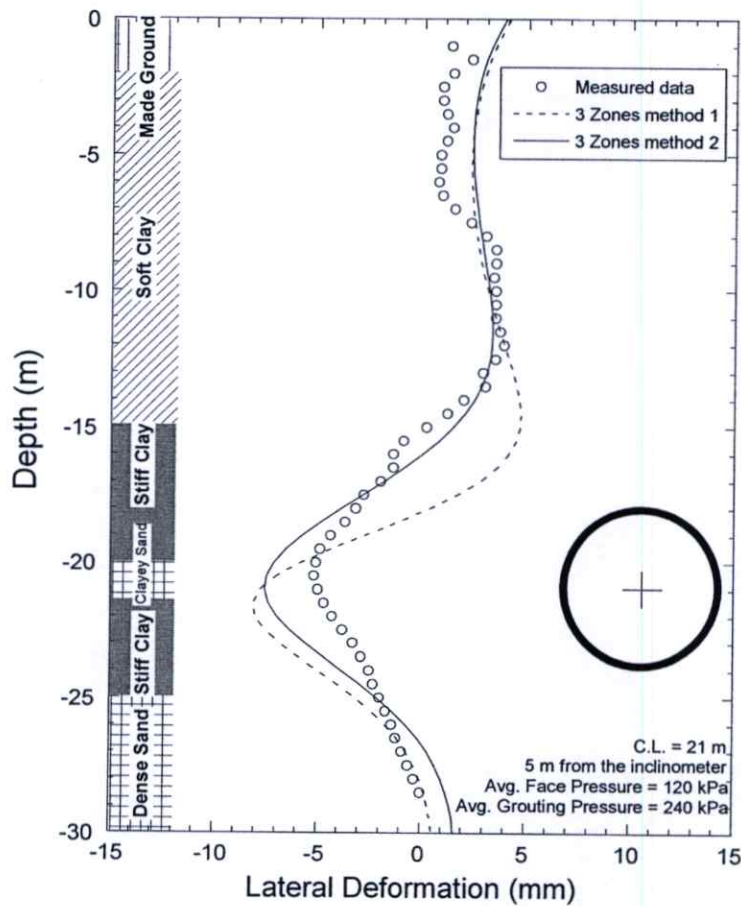 0
-5
-10
-15
-20
-25
-30
Depth (m)
Made Ground
Soft Clay
Stiff Clay
Clayey Sand
Stiff Clay
Dense Sand
Measured data
3 Zones method 1
3 Zones method 2
C.L. = 21 m
5 m from the inclinometer
Avg. Face Pressure = 120 kPa
Avg. Grouting Pressure = 240 kPa
-15 -10 -5 0 5 10 15
Lateral Deformation (mm)